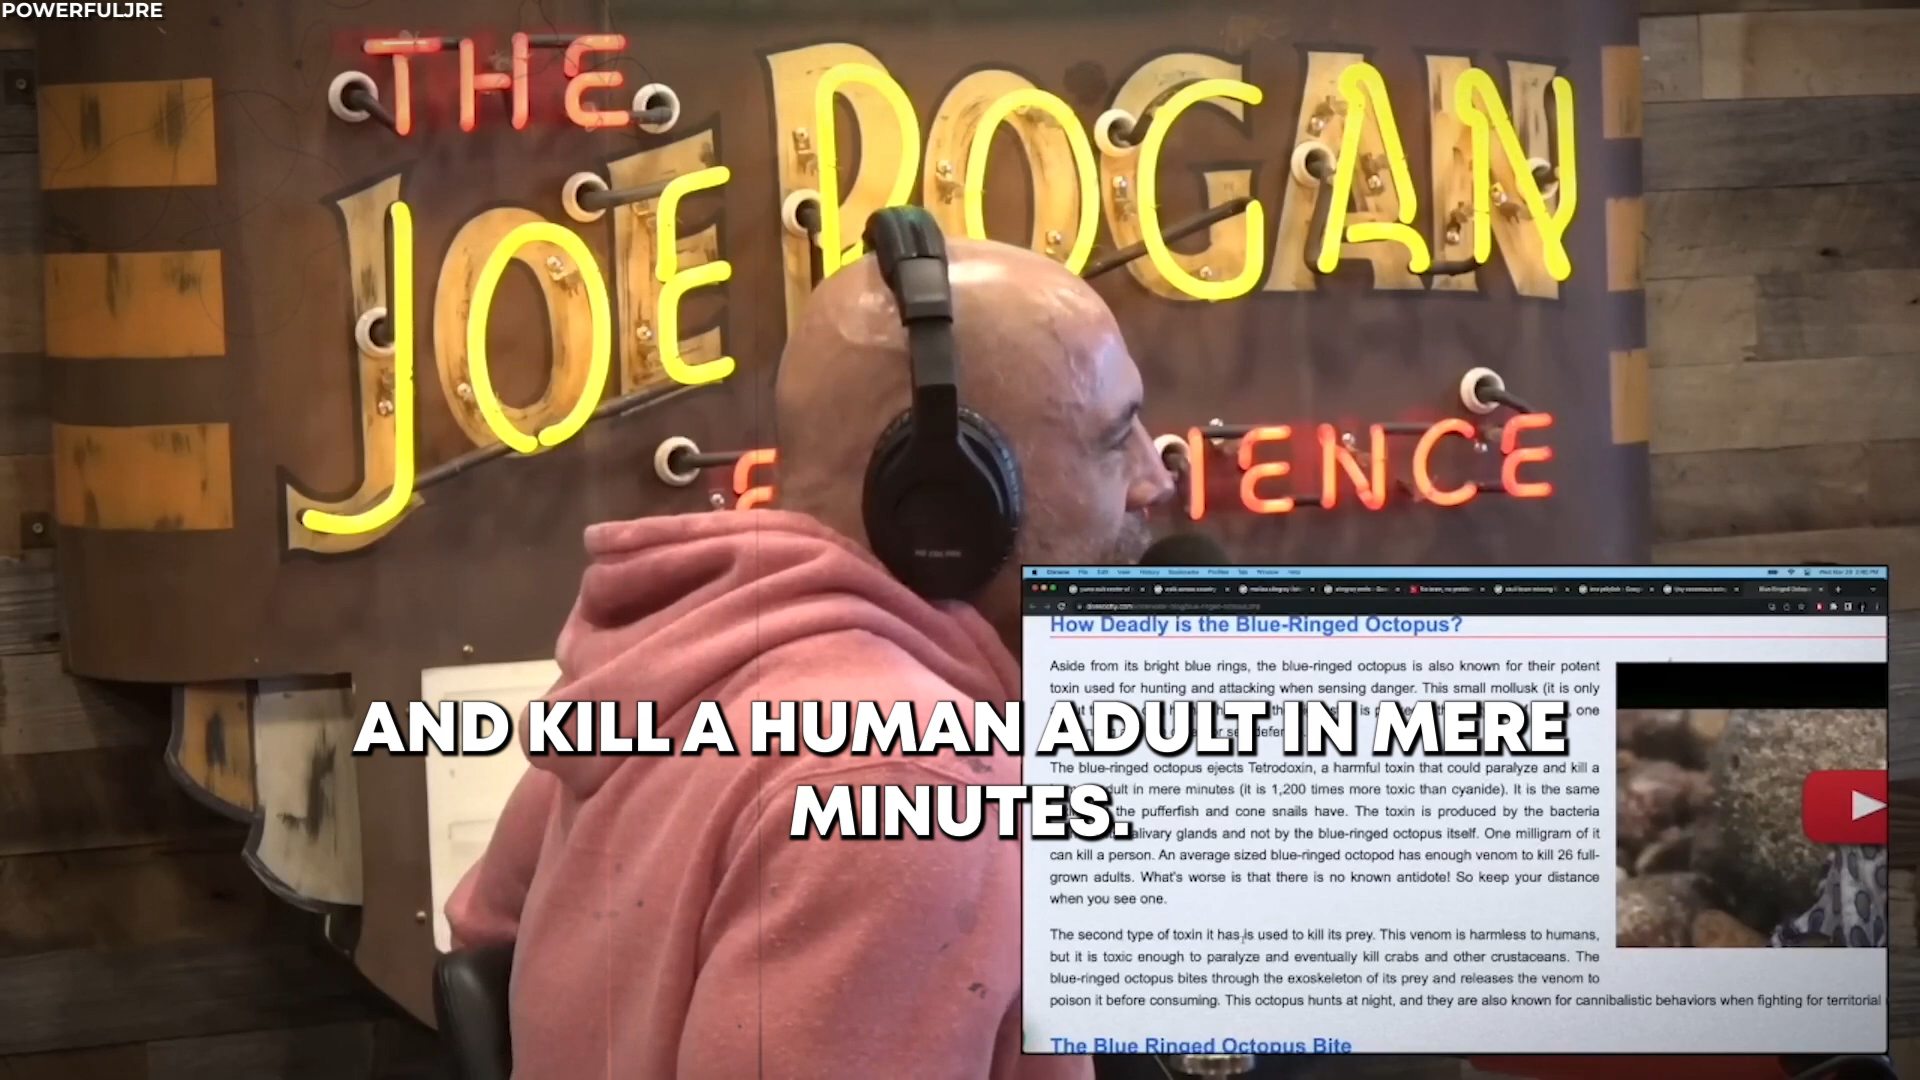 POWERFULJRE
THE
JOE ROGAN
E IENCE
How Deadly is the Blue-Ringed Octopus?
Aside from its bright blue rings, the blue-ringed octopus is also known for their potent
toxin used for hunting and attacking when sensing danger. This small mollusk (it is only
one
AND KILL A HUMAN ADULT IN MERE
MINUTES.
The blue-ringed octopus ejects Tetrodoxin, a harmful toxin that could paralyze and kill a
dult in mere minutes (it is 1,200 times more toxic than cyanide). It is the same
the pufferfish and cone snails have. The toxin is produced by the bacteria
alivary glands and not by the blue-ringed octopus itself. One milligram of it
can kill a person. An average sized blue-ringed octopod has enough venom to kill 26 full-
grown adults. What's worse is that there is no known antidote! So keep your distance
when you see one.
The second type of toxin it has is used to kill its prey. This venom is harmless to humans,
but it is toxic enough to paralyze and eventually kill crabs and other crustaceans. The
blue-ringed octopus bites through the exoskeleton of its prey and releases the venom to
poison it before consuming. This octopus hunts at night, and they are also known for cannibalistic behaviors when fighting for territorial
The Blue Ringed Octopus Bite